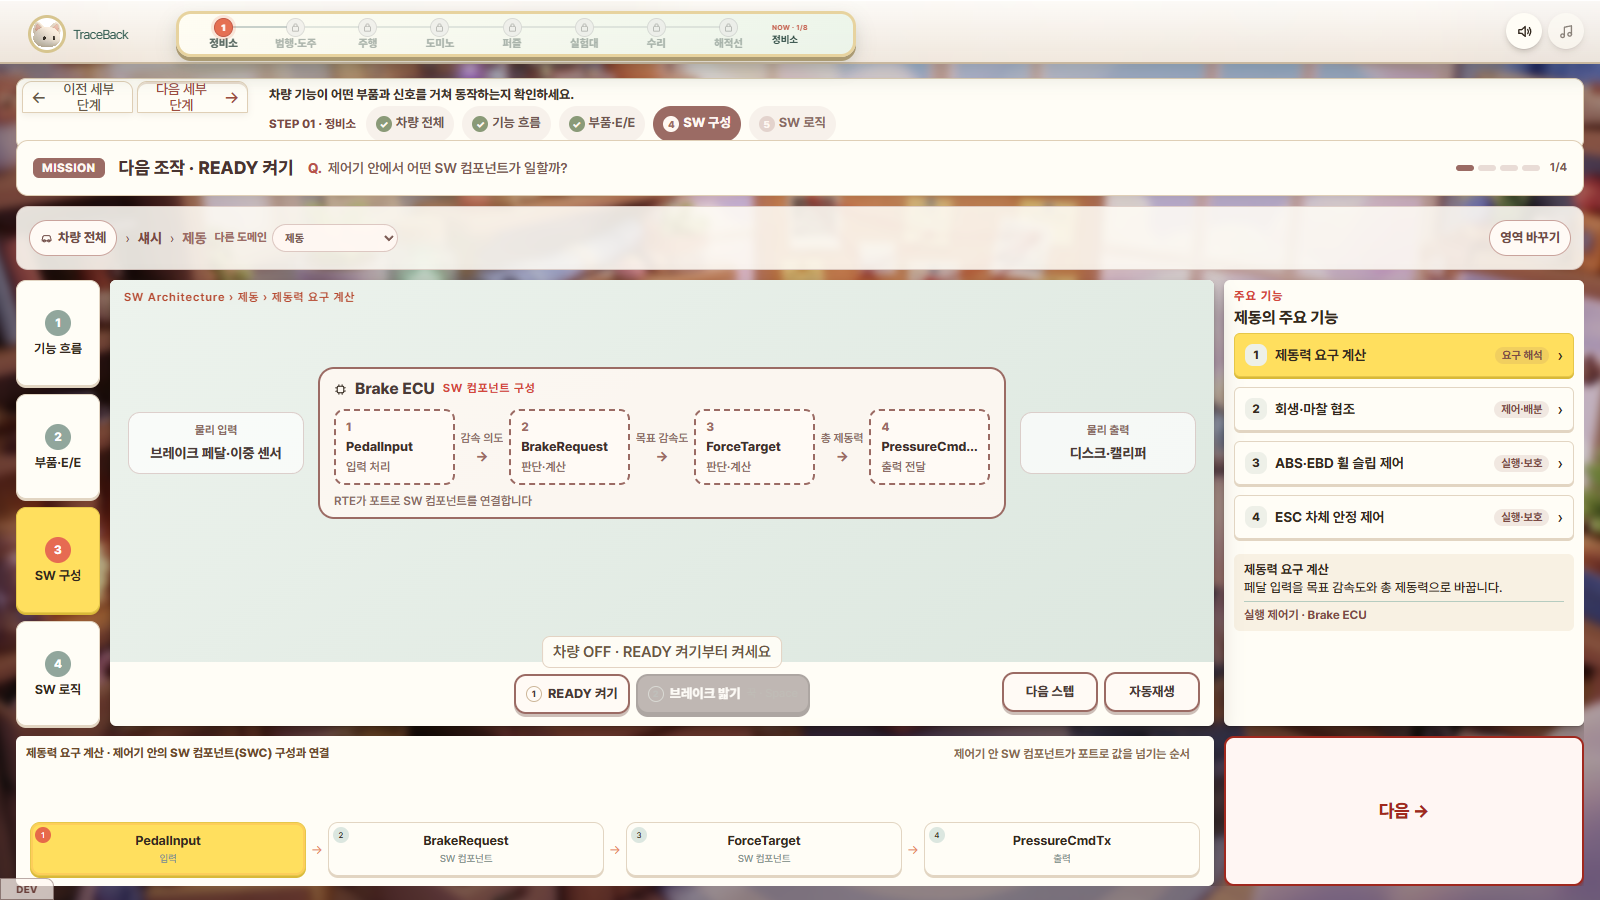 TraceBack
1
정비소
범행·도주
주행
도미노
퍼즐
실험대
수리
해적선
NOW · 1/8
정비소
← 이전 세부 단계
다음 세부 단계 →
차량 기능이 어떤 부품과 신호를 거쳐 동작하는지 확인하세요.
STEP 01 · 정비소
차량 전체
기능 흐름
부품·E/E
4 SW 구성
5 SW 로직
MISSION
다음 조작 · READY 켜기
Q. 제어기 안에서 어떤 SW 컴포넌트가 일할까?
1/4
차량 전체 › 섀시 › 제동
다른 도메인
제동
영역 바꾸기
1
기능 흐름
2
부품·E/E
3
SW 구성
4
SW 로직
SW Architecture › 제동 › 제동력 요구 계산
물리 입력
브레이크 페달·이중 센서
Brake ECU SW 컴포넌트 구성
1
PedalInput
입력 처리
감속 의도
→
2
BrakeRequest
판단·계산
목표 감속도
→
3
ForceTarget
판단·계산
총 제동력
→
4
PressureCmd...
출력 전달
RTE가 포트로 SW 컴포넌트를 연결합니다
물리 출력
디스크·캘리퍼
차량 OFF · READY 켜기부터 켜세요
1 READY 켜기
브레이크 밟기
다음 스텝
자동재생
주요 기능
제동의 주요 기능
1 제동력 요구 계산 요구 해석 ›
2 회생·마찰 협조 제어·배분 ›
3 ABS·EBD 휠 슬립 제어 실행·보호 ›
4 ESC 차체 안정 제어 실행·보호 ›
제동력 요구 계산
페달 입력을 목표 감속도와 총 제동력으로 바꿉니다.
실행 제어기 · Brake ECU
제동력 요구 계산 · 제어기 안의 SW 컴포넌트(SWC) 구성과 연결
제어기 안 SW 컴포넌트가 포트로 값을 넘기는 순서
1
PedalInput
입력
→
2
BrakeRequest
SW 컴포넌트
→
3
ForceTarget
SW 컴포넌트
→
4
PressureCmdTx
출력
다음 →
DEV